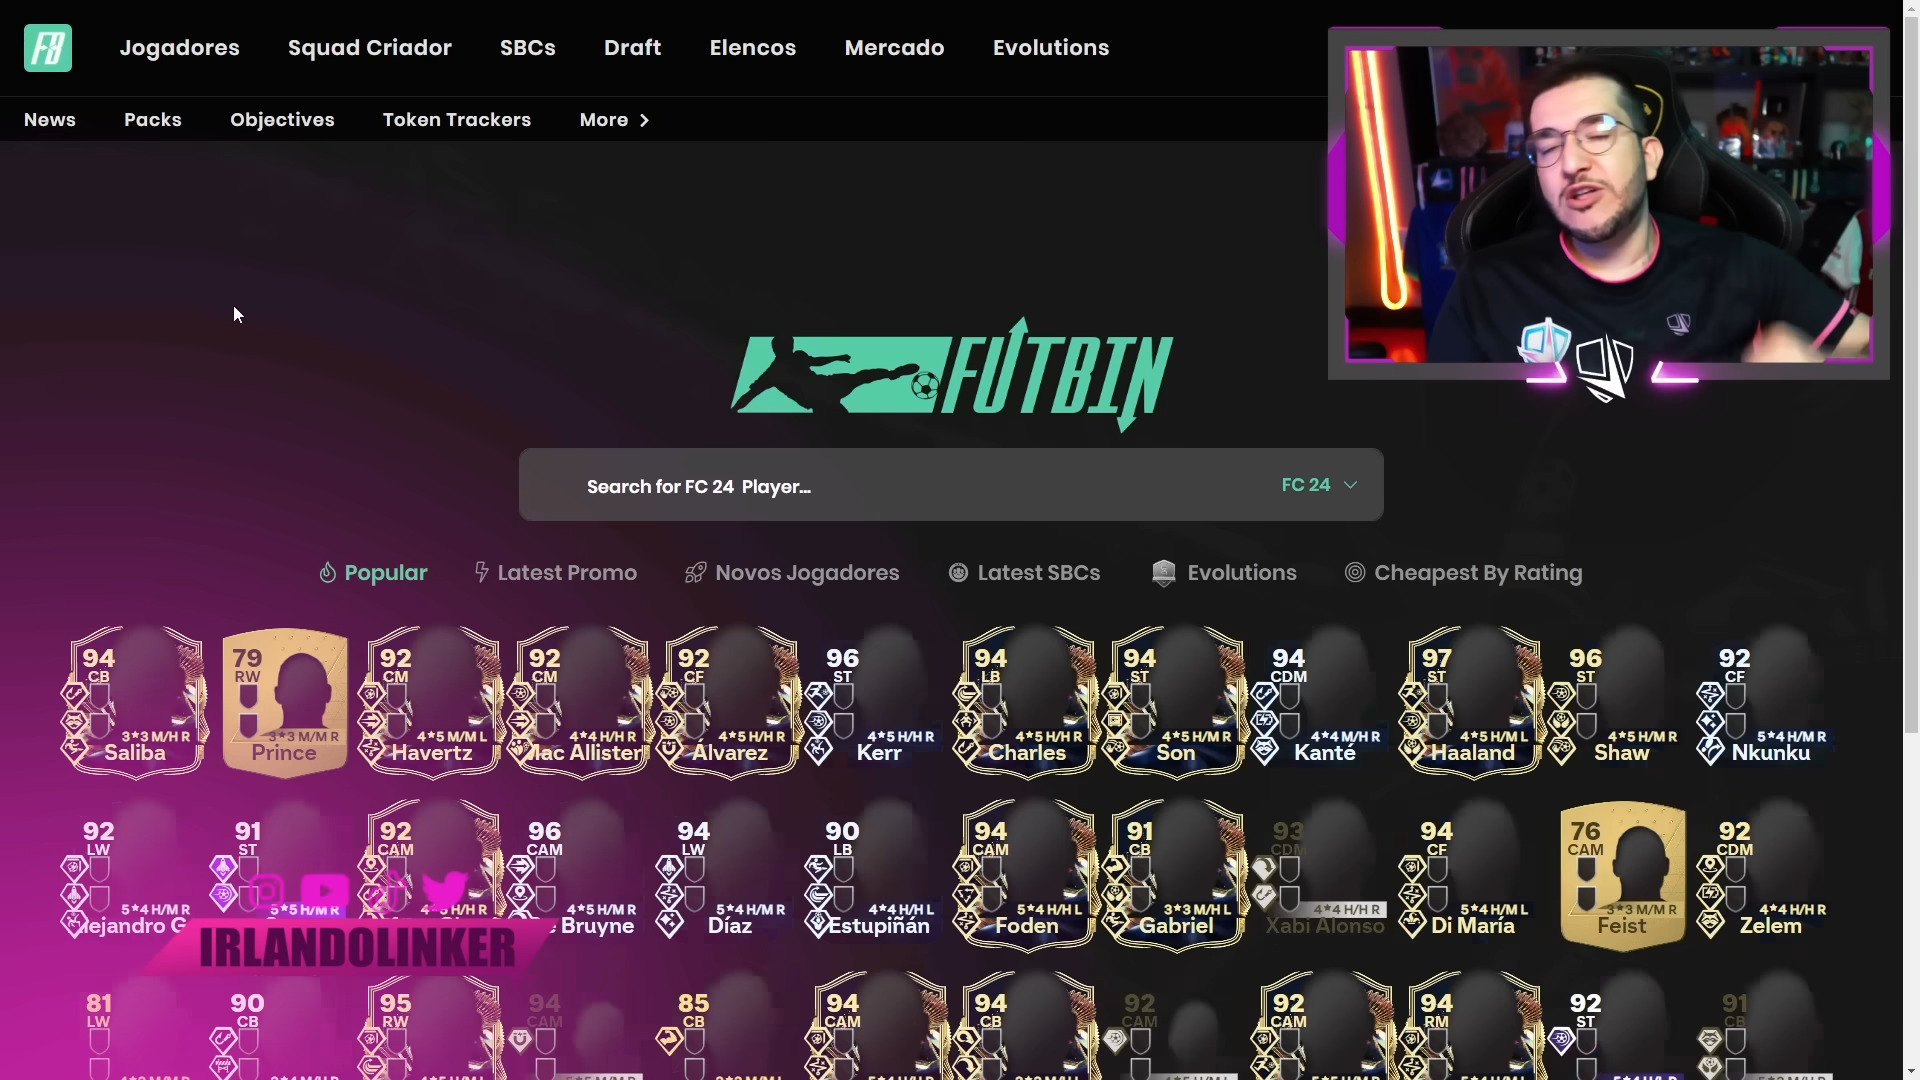 FB
Jogadores
Squad Criador
SBCs
Draft
Elencos
Mercado
Evolutions
News
Packs
Objectives
Token Trackers
More
FUTBIN
Search for FC 24 Player...
FC 24
Popular
Latest Promo
Novos Jogadores
Latest SBCs
Evolutions
Cheapest By Rating
94 CB 3★3 M/H R Saliba
79 RW 3★3 M/M R Prince
92 CM 4★5 M/M L Havertz
92 CM 4★4 H/H R Mac Allister
92 CF 4★5 H/H R Álvarez
96 ST 4★5 H/H R Kerr
94 LB 4★5 H/H R Charles
94 ST 4★5 H/M R Son
94 CDM 4★4 M/H R Kanté
97 ST 4★5 H/M L Haaland
96 ST 4★5 H/M R Shaw
92 CF 5★4 H/M R Nkunku
92 LW 5★4 H/M R lejandro G
91 ST 5★5 H/M R
92 CAM
96 CAM 4★5 H/M R Bruyne
94 LW 5★4 H/M R Díaz
90 LB 4★4 H/H L Estupiñán
94 CAM 5★4 H/H L Foden
91 CB 3★3 M/H L Gabriel
93 CDM 4★4 H/H R Xabi Alonso
94 CF 5★4 H/M L Di María
76 CAM 3★3 M/M R Feist
92 CDM 4★4 H/H R Zelem
IRLANDOLINKER
81 LW
90 CB
95 RW
94 CAM
85 CB
94 CAM
94 CB
92 CAM
92 CAM
94 RM
92 ST
91 CB